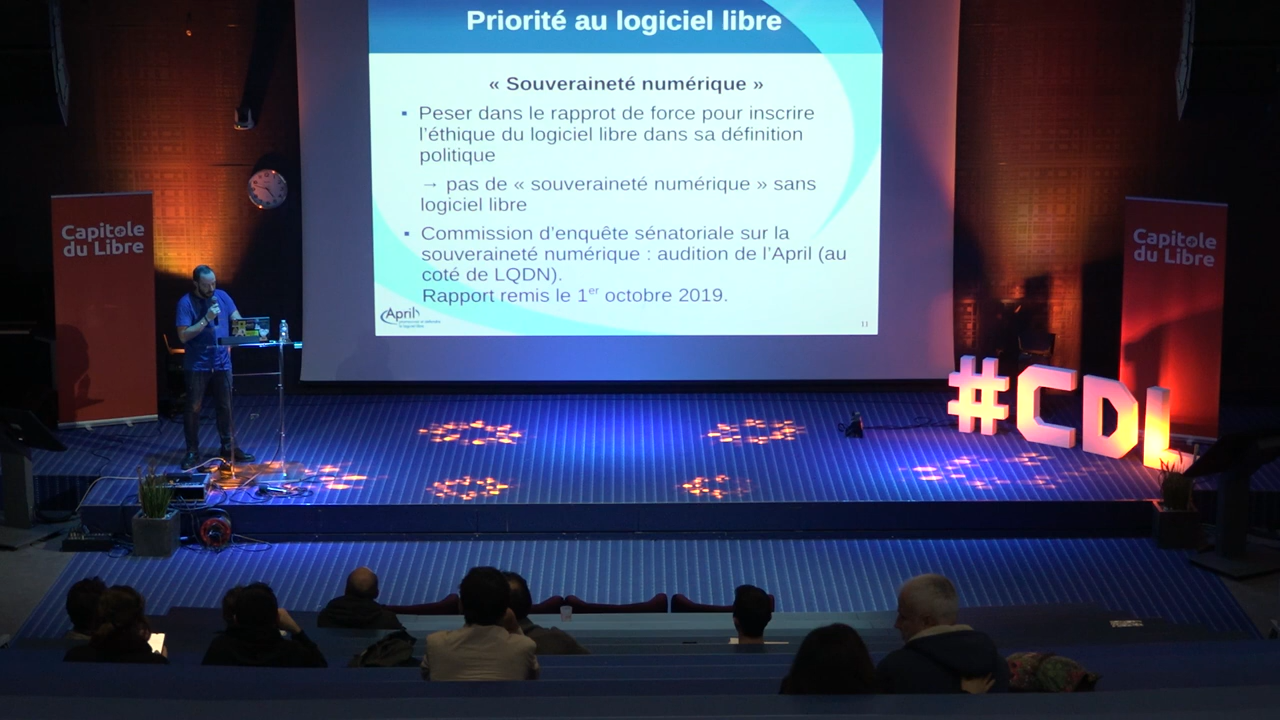 Priorité au logiciel libre
« Souveraineté numérique »
▪ Peser dans le rapprot de force pour inscrire
l'éthique du logiciel libre dans sa définition
politique
→ pas de « souveraineté numérique » sans
logiciel libre
▪ Commission d'enquête sénatoriale sur la
souveraineté numérique : audition de l'April (au
coté de LQDN).
Rapport remis le 1er octobre 2019.
April
11
Capitole
du Libre
Capitole
du Libre
#CDL